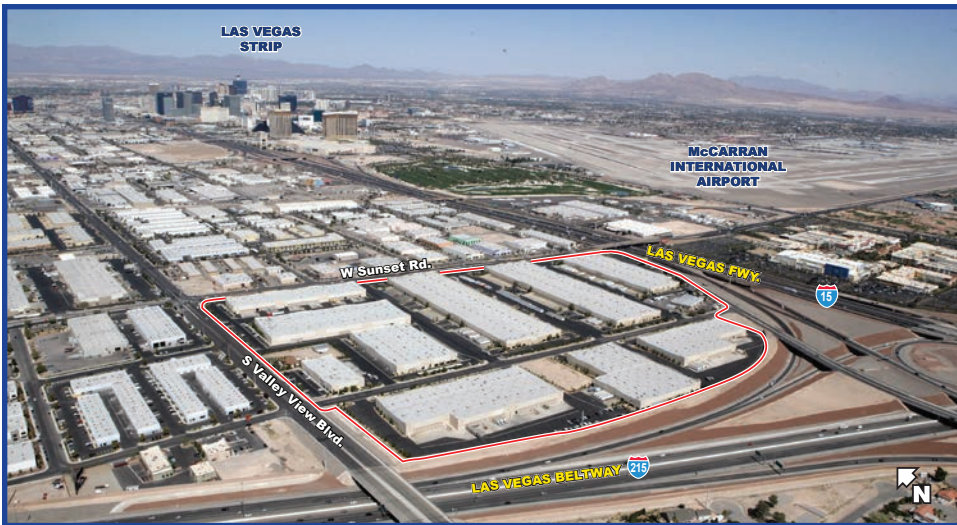 LAS VEGAS
STRIP
McCARRAN
INTERNATIONAL
AIRPORT
W Sunset Rd.
LAS VEGAS FWY.
15
S Valley View Blvd.
LAS VEGAS BELTWAY 215
N